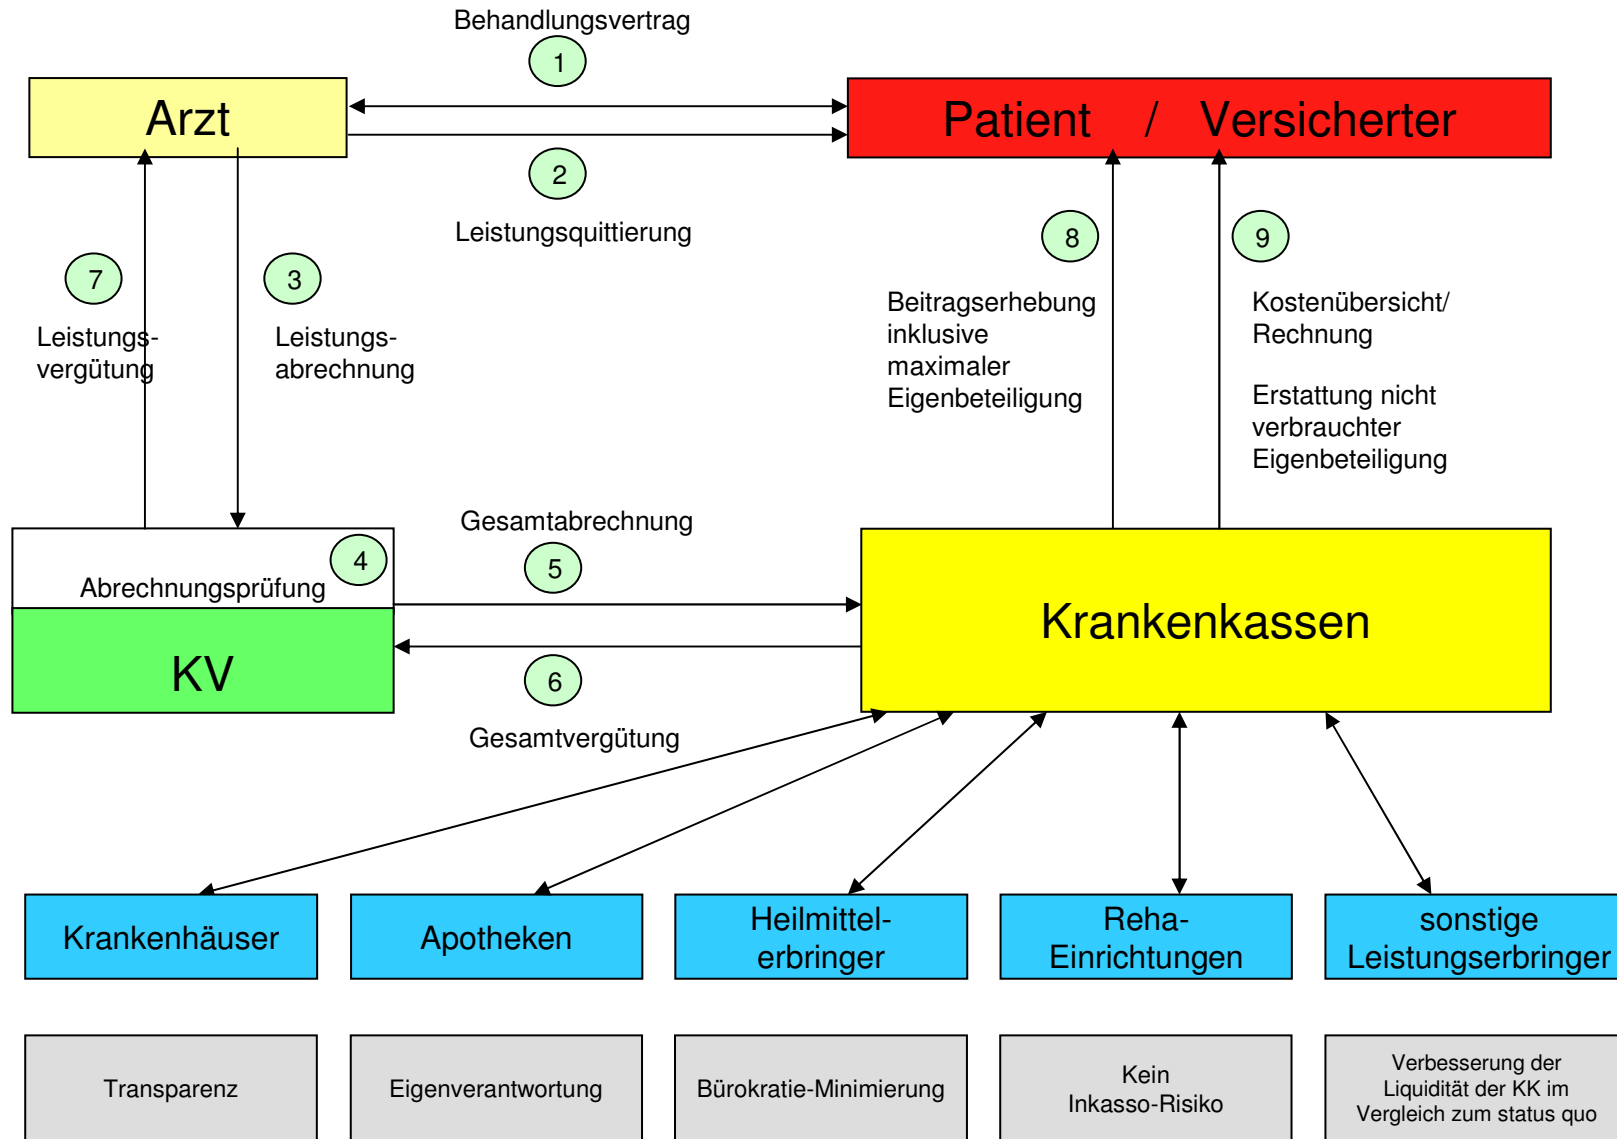 Behandlungsvertrag
1
Arzt
Patient / Versicherter
2
Leistungsquittierung
7
3
8
9
Leistungs-
vergütung
Leistungs-
abrechnung
Beitragserhebung
inklusive
maximaler
Eigenbeteiligung
Kostenübersicht/
Rechnung
Erstattung nicht
verbrauchter
Eigenbeteiligung
Gesamtabrechnung
4
5
Abrechnungsprüfung
KV
Krankenkassen
6
Gesamtvergütung
Krankenhäuser
Apotheken
Heilmittel-
erbringer
Reha-
Einrichtungen
sonstige
Leistungserbringer
Transparenz
Eigenverantwortung
Bürokratie-Minimierung
Kein
Inkasso-Risiko
Verbesserung der
Liquidität der KK im
Vergleich zum status quo